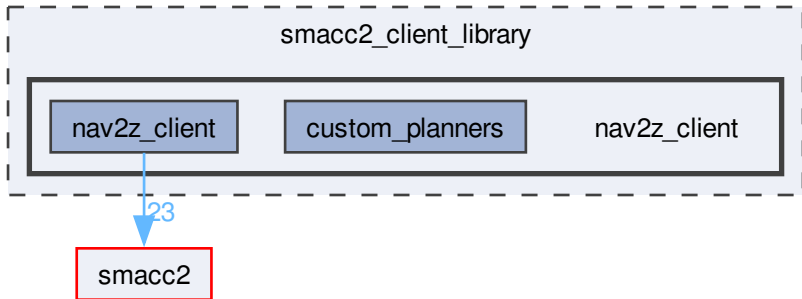 smacc2_client_library
nav2z_client
custom_planners
nav2z_client
23
smacc2